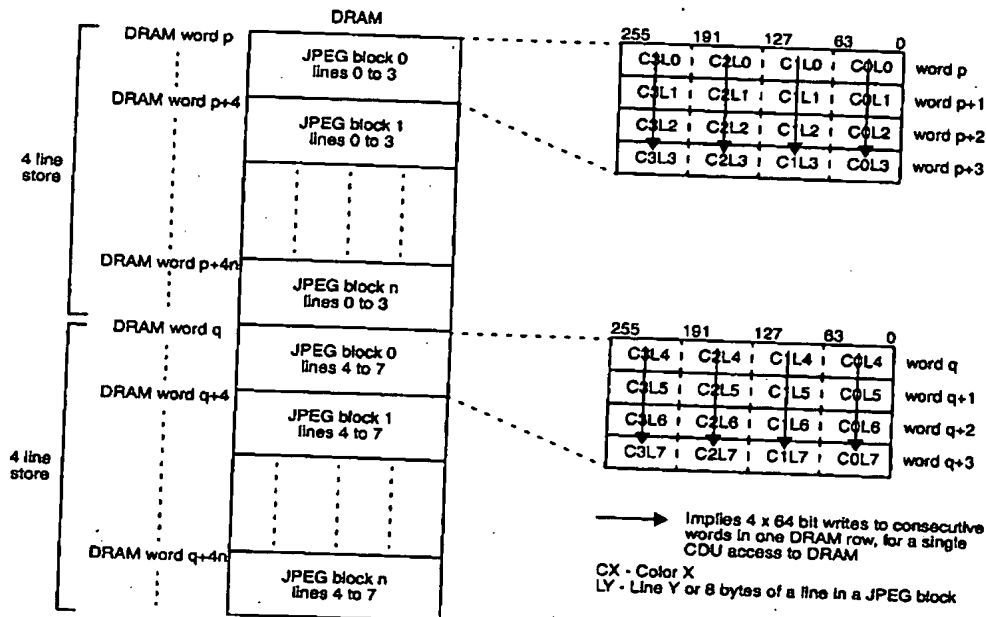 DRAM
DRAM word p
JPEG block 0
lines 0 to 3
DRAM word p+4
JPEG block 1
lines 0 to 3
4 line
store
DRAM word p+4n
JPEG block n
lines 0 to 3
DRAM word q
JPEG block 0
lines 4 to 7
DRAM word q+4
JPEG block 1
lines 4 to 7
4 line
store
DRAM word q+4n
JPEG block n
lines 4 to 7
255 191 127 63 0
C3L0 C2L0 C1L0 C0L0 word p
C3L1 C2L1 C1L1 C0L1 word p+1
C3L2 C2L2 C1L2 C0L2 word p+2
C3L3 C2L3 C1L3 C0L3 word p+3
255 191 127 63 0
C3L4 C2L4 C1L4 C0L4 word q
C3L5 C2L5 C1L5 C0L5 word q+1
C3L6 C2L6 C1L6 C0L6 word q+2
C3L7 C2L7 C1L7 C0L7 word q+3
Implies 4 x 64 bit writes to consecutive
words in one DRAM row, for a single
CDU access to DRAM
CX - Color X
LY - Line Y or 8 bytes of a line in a JPEG block